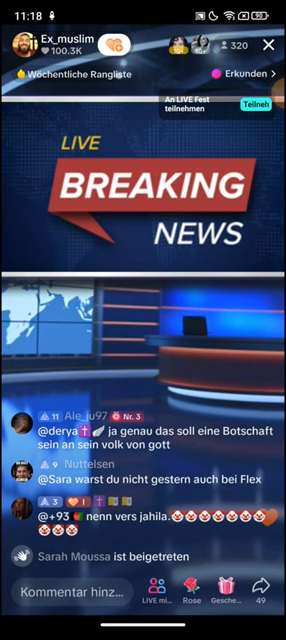 11:18
90
Ex_muslim
100.3K
320
Wöchentliche Rangliste
Erkunden >
An LIVE Fest
teilnehmen
Teilneh
LIVE
BREAKING
NEWS
11 Ale_ju97 Nr. 3
@derya✝️🪽 ja genau das soll eine Botschaft
sein an sein volk von gott
9 Nuttelsen
@Sara warst du nicht gestern auch bei Flex
3 1
@+93🇦🇫nenn vers jahila.🤡🤡🤡🤡🤡🤡🤡
🤡🤡🤡
Sarah Moussa ist beigetreten
Kommentar hinz...
LIVE mi...
Rose
Gesche...
49